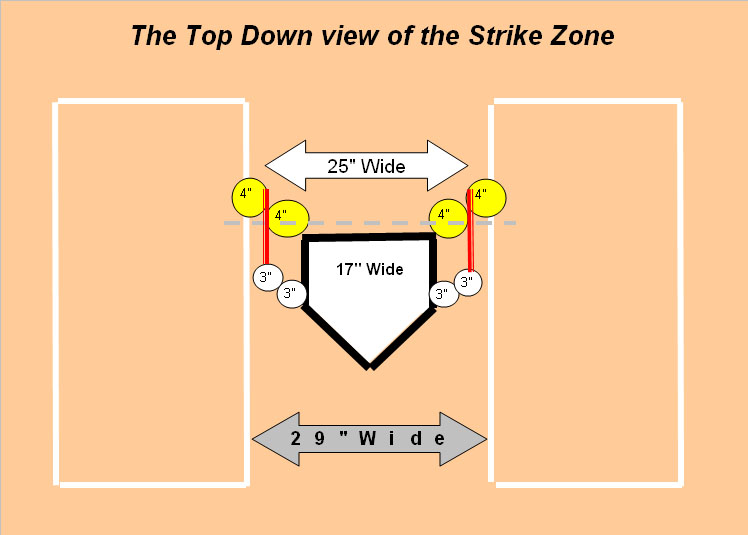 The Top Down view of the Strike Zone
25" Wide
4"
4"
4"
4"
17" Wide
3"
3"
3"
3"
29" Wide